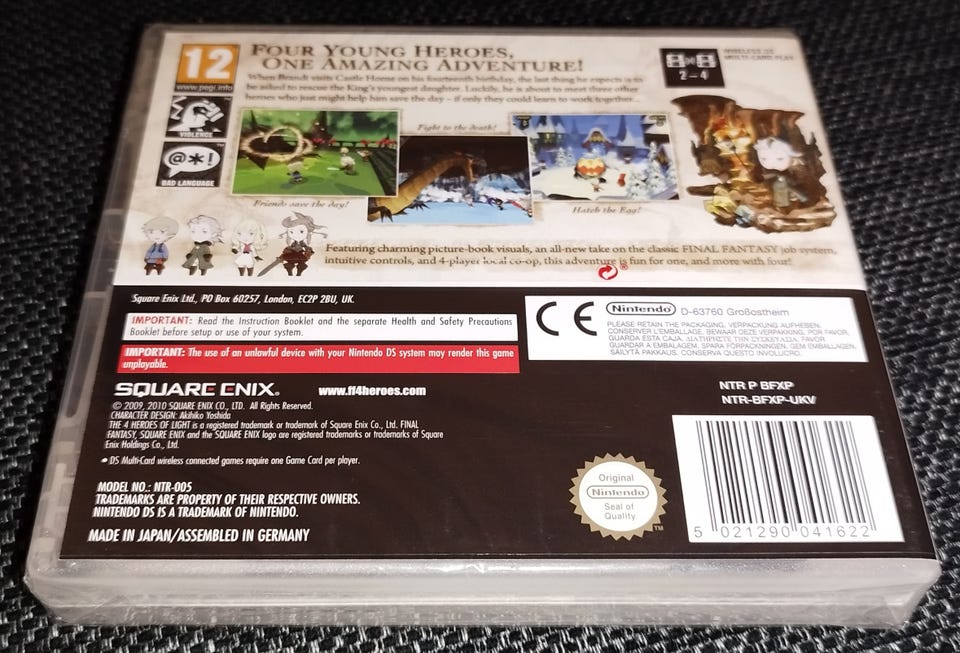 12
www.pegi.info
VIOLENCE
@*!
BAD LANGUAGE
FOUR YOUNG HEROES,
ONE AMAZING ADVENTURE!
When Brandt visits Castle Horne on his fourteenth birthday, the last thing he expects is to
be asked to rescue the King's youngest daughter. Luckily, he is about to meet three other
heroes who just might help him save the day – if only they could learn to work together...
2-4
WIRELESS DS
MULTI-CARD PLAY
Fight to the death!
Friends save the day!
Hatch the Egg!
Featuring charming picture-book visuals, an all-new take on the classic FINAL FANTASY job system,
intuitive controls, and 4-player local co-op, this adventure is fun for one, and more with four!
Square Enix Ltd., PO Box 60257, London, EC2P 2BU, UK.
IMPORTANT: Read the Instruction Booklet and the separate Health and Safety Precautions
Booklet before setup or use of your system.
IMPORTANT: The use of an unlawful device with your Nintendo DS system may render this game
unplayable.
CE
Nintendo D-63760 Großostheim
PLEASE RETAIN THE PACKAGING, VERPACKUNG AUFHEBEN,
CONSERVER L'EMBALLAGE, BEWAAR DEZE VERPAKKING, POR FAVOR,
GUARDA ESTA CAJA, ΔΙΑΤΗΡΗΣΤΕ ΤΗΝ ΣΥΣΚΕΥΑΣΙΑ, FAVOR
GUARDAR A EMBALAGEM, SPARA FÖRPACKNINGEN, GEM EMBALLAGEN,
SÄILYTÄ PAKKAUS, CONSERVA QUESTO INVOLUCRO.
SQUARE ENIX®
www.ff4heroes.com
© 2009, 2010 SQUARE ENIX CO., LTD. All Rights Reserved.
CHARACTER DESIGN: Akihiko Yoshida
THE 4 HEROES OF LIGHT is a registered trademark or trademark of Square Enix Co., Ltd. FINAL
FANTASY, SQUARE ENIX and the SQUARE ENIX logo are registered trademarks or trademarks of Square
Enix Holdings Co., Ltd.
• DS Multi-Card wireless connected games require one Game Card per player.
MODEL NO.: NTR-005
TRADEMARKS ARE PROPERTY OF THEIR RESPECTIVE OWNERS.
NINTENDO DS IS A TRADEMARK OF NINTENDO.
MADE IN JAPAN/ASSEMBLED IN GERMANY
NTR P BFXP
NTR-BFXP-UKV
Original
Nintendo
Seal of
Quality
TM
5 021290 041622